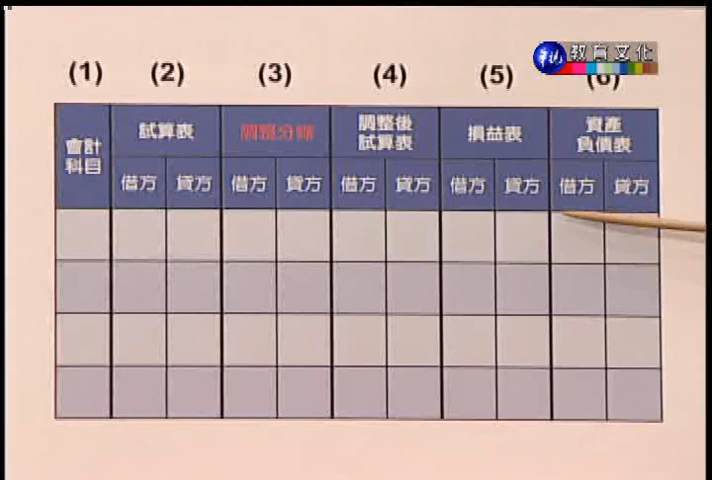 (1) (2) (3) (4) (5) (6)
華視 教育文化
會計
科目
試算表
調整分錄
調整後
試算表
損益表
資產
負債表
借方 貸方 借方 貸方 借方 貸方 借方 貸方 借方 貸方